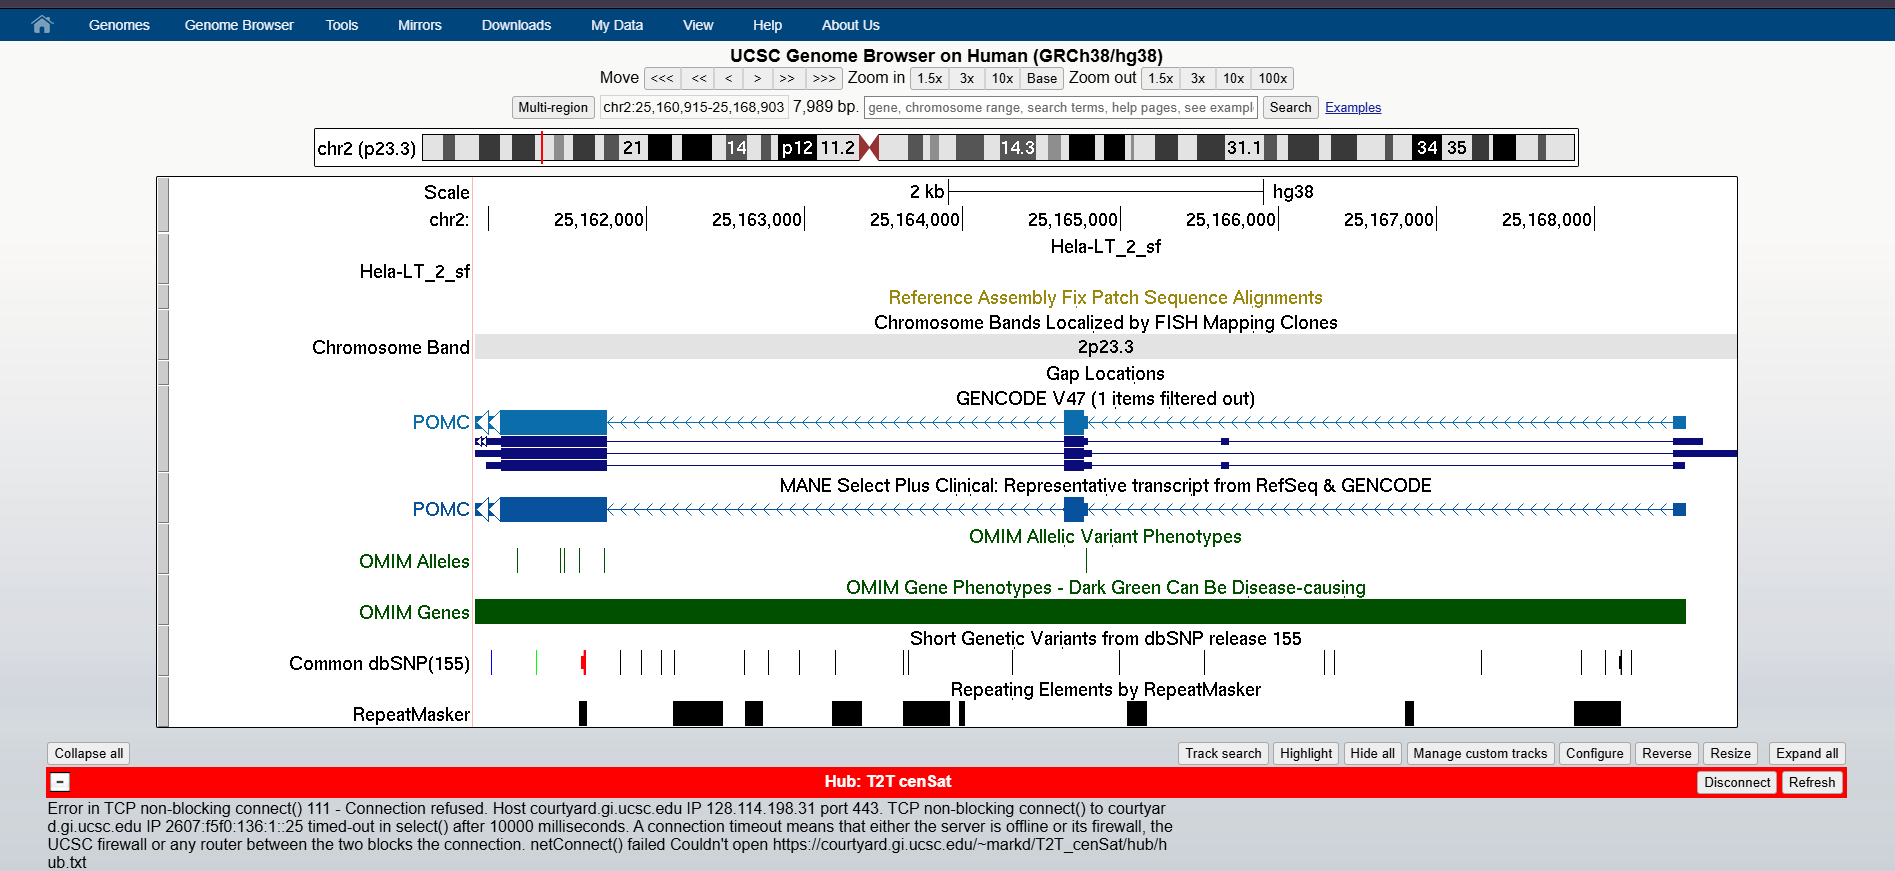 Genomes Genome Browser Tools Mirrors Downloads My Data View Help About Us
UCSC Genome Browser on Human (GRCh38/hg38)
Move <<< << < > >> >>> Zoom in 1.5x 3x 10x Base Zoom out 1.5x 3x 10x 100x
Multi-region chr2:25,160,915-25,168,903 7,989 bp. gene, chromosome range, search terms, help pages, see exampl Search Examples
chr2 (p23.3) 21 14 p12 11.2 14.3 31.1 34 35
Scale 2 kb hg38
chr2: 25,162,000 25,163,000 25,164,000 25,165,000 25,166,000 25,167,000 25,168,000
Hela-LT_2_sf
Hela-LT_2_sf
Reference Assembly Fix Patch Sequence Alignments
Chromosome Bands Localized by FISH Mapping Clones
Chromosome Band 2p23.3
Gap Locations
GENCODE V47 (1 items filtered out)
POMC
MANE Select Plus Clinical: Representative transcript from RefSeq & GENCODE
POMC
OMIM Allelic Variant Phenotypes
OMIM Alleles
OMIM Gene Phenotypes - Dark Green Can Be Disease-causing
OMIM Genes
Short Genetic Variants from dbSNP release 155
Common dbSNP(155)
Repeating Elements by RepeatMasker
RepeatMasker
Collapse all Track search Highlight Hide all Manage custom tracks Configure Reverse Resize Expand all
- Hub: T2T cenSat Disconnect Refresh
Error in TCP non-blocking connect() 111 - Connection refused. Host courtyard.gi.ucsc.edu IP 128.114.198.31 port 443. TCP non-blocking connect() to courtyar
d.gi.ucsc.edu IP 2607:f5f0:136:1::25 timed-out in select() after 10000 milliseconds. A connection timeout means that either the server is offline or its firewall, the
UCSC firewall or any router between the two blocks the connection. netConnect() failed Couldn't open https://courtyard.gi.ucsc.edu/~markd/T2T_cenSat/hub/h
ub.txt